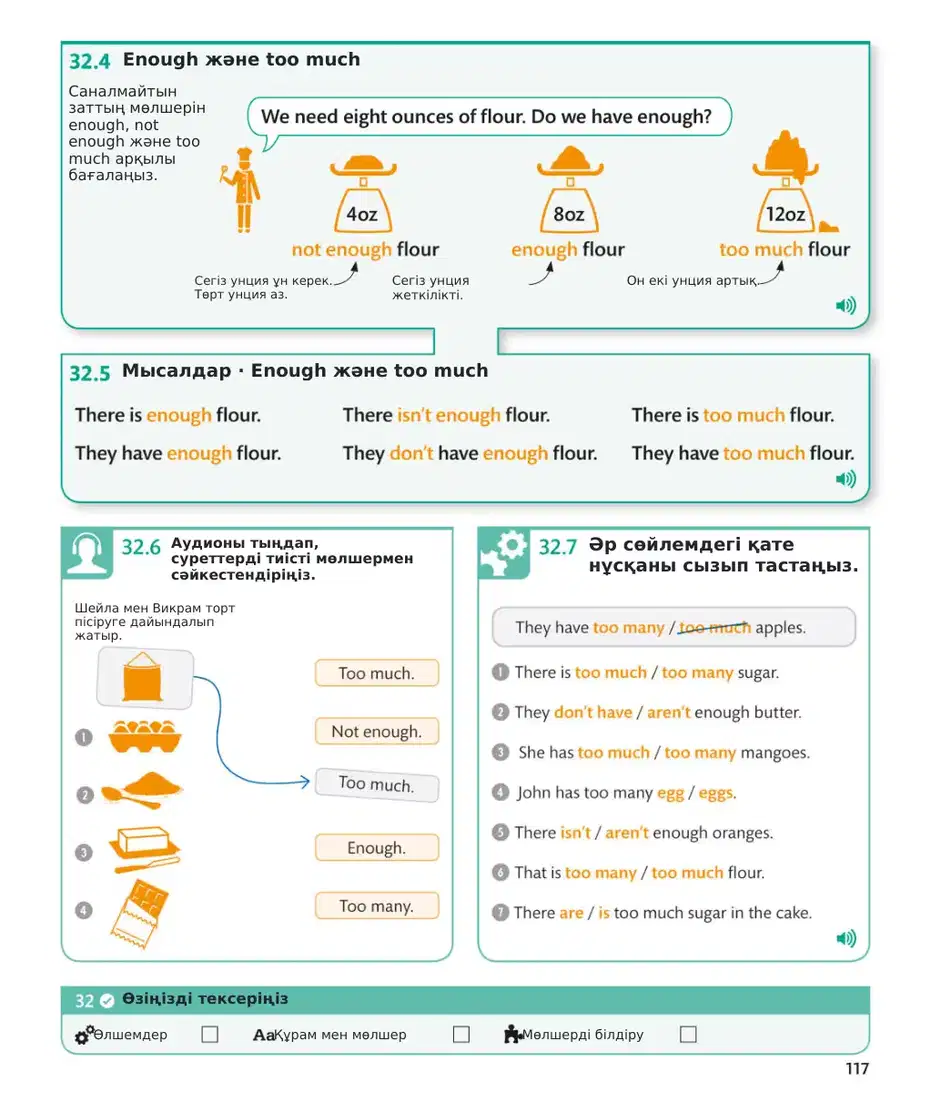 32.4 Enough және too much
Саналмайтын
заттың мөлшерін
enough, not
enough және too
much арқылы
бағалаңыз.
We need eight ounces of flour. Do we have enough?
4oz
8oz
12oz
not enough flour
enough flour
too much flour
Сегіз унция ұн керек.
Төрт унция аз.
Сегіз унция
жеткілікті.
Он екі унция артық.
32.5 Мысалдар · Enough және too much
There is enough flour.
There isn't enough flour.
There is too much flour.
They have enough flour.
They don't have enough flour.
They have too much flour.
32.6 Аудионы тыңдап,
суреттерді тиісті мөлшермен
сәйкестендіріңіз.
Шейла мен Викрам торт
пісіруге дайындалып
жатыр.
Too much.
1
Not enough.
2
Too much.
3
Enough.
4
Too many.
32.7 Әр сөйлемдегі қате
нұсқаны сызып тастаңыз.
They have too many / too much apples.
1 There is too much / too many sugar.
2 They don't have / aren't enough butter.
3 She has too much / too many mangoes.
4 John has too many egg / eggs.
5 There isn't / aren't enough oranges.
6 That is too many / too much flour.
7 There are / is too much sugar in the cake.
32 Өзіңізді тексеріңіз
Өлшемдер
Aa Құрам мен мөлшер
Мөлшерді білдіру
117